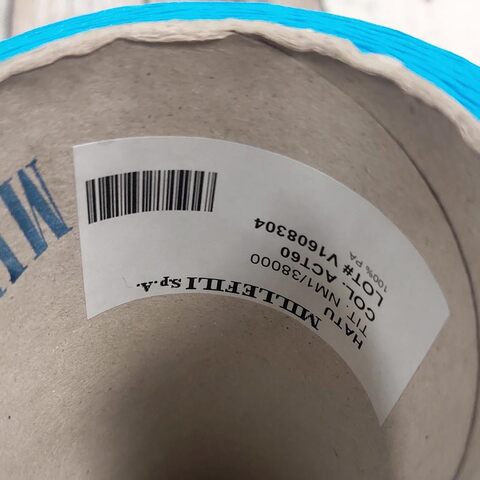 MILLEFILI S.p.A.
HATU
TIT : NM1/38000
COL.: ACT60
LOT# V1608304
100% PA